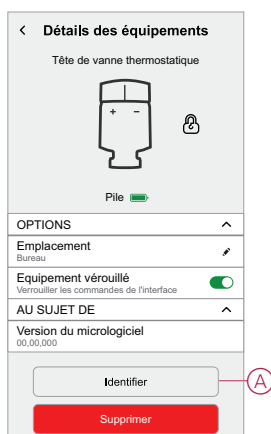 Détails des équipements
Tête de vanne thermostatique
+ −
Pile
OPTIONS
Emplacement
Bureau
Equipement vérouillé
Verrouiller les commandes de l'interface
AU SUJET DE
Version du micrologiciel
00,00,000
Identifier
A
Supprimer